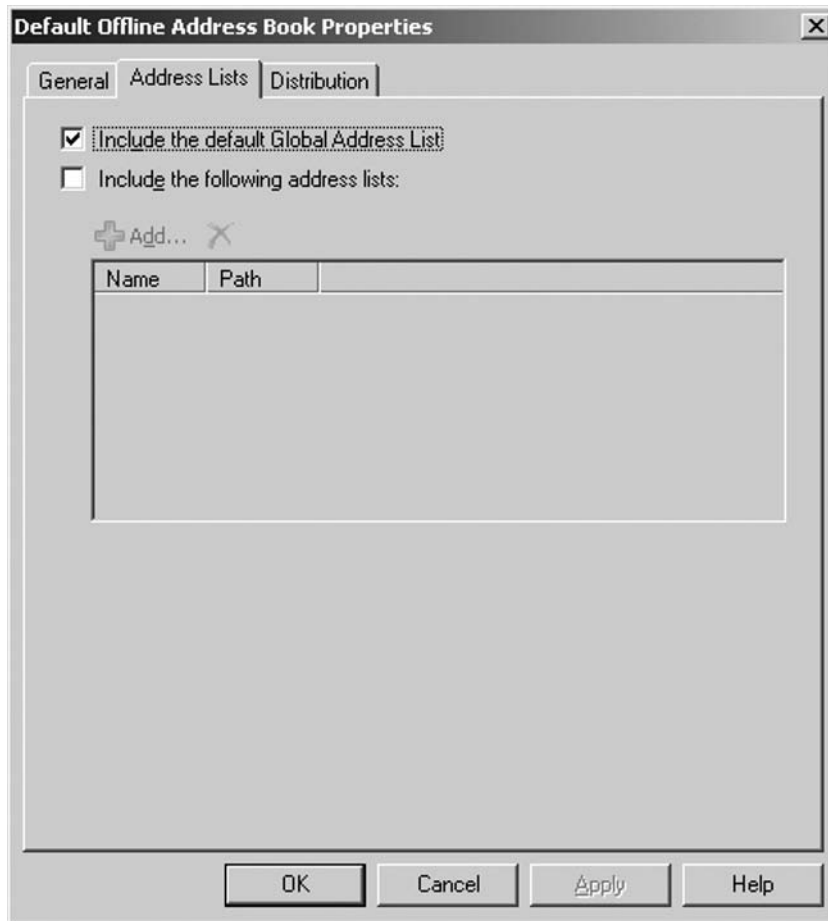 Default Offline Address Book Properties
General Address Lists Distribution
Include the default Global Address List
Include the following address lists:
Add...
Name Path
OK Cancel Apply Help